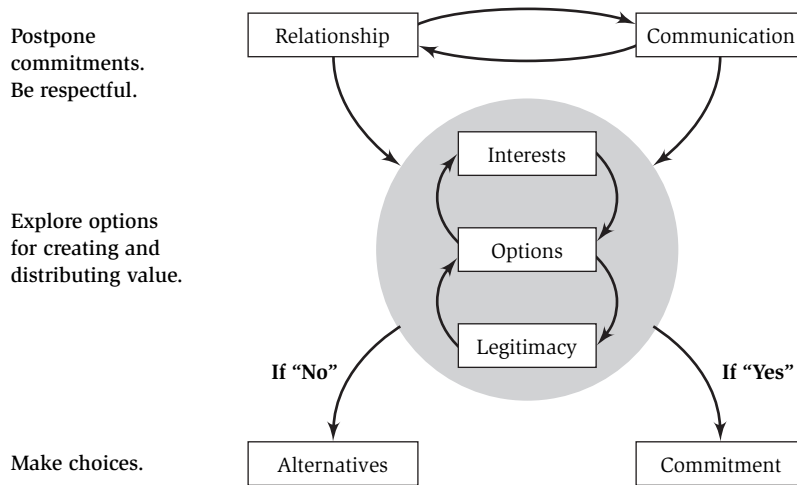 Postpone
commitments.
Be respectful.
Relationship
Communication
Interests
Explore options
for creating and
distributing value.
Options
Legitimacy
If “No”
If “Yes”
Make choices.
Alternatives
Commitment